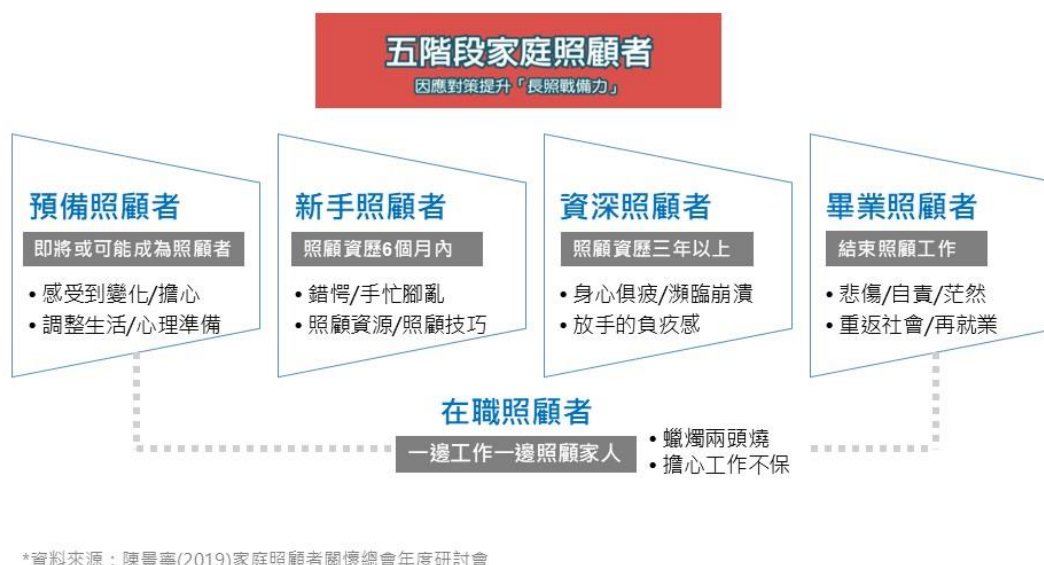 五階段家庭照顧者
因應對策提升「長照戰備力」
預備照顧者
即將或可能成為照顧者
• 感受到變化/擔心
• 調整生活/心理準備
新手照顧者
照顧資歷6個月內
• 錯愕/手忙腳亂
• 照顧資源/照顧技巧
資深照顧者
照顧資歷三年以上
• 身心俱疲/瀕臨崩潰
• 放手的負疚感
畢業照顧者
結束照顧工作
• 悲傷/自責/茫然
• 重返社會/再就業
在職照顧者
一邊工作一邊照顧家人
• 蠟燭兩頭燒
• 擔心工作不保
*資料來源：陳景寧(2019)家庭照顧者關懷總會年度研討會